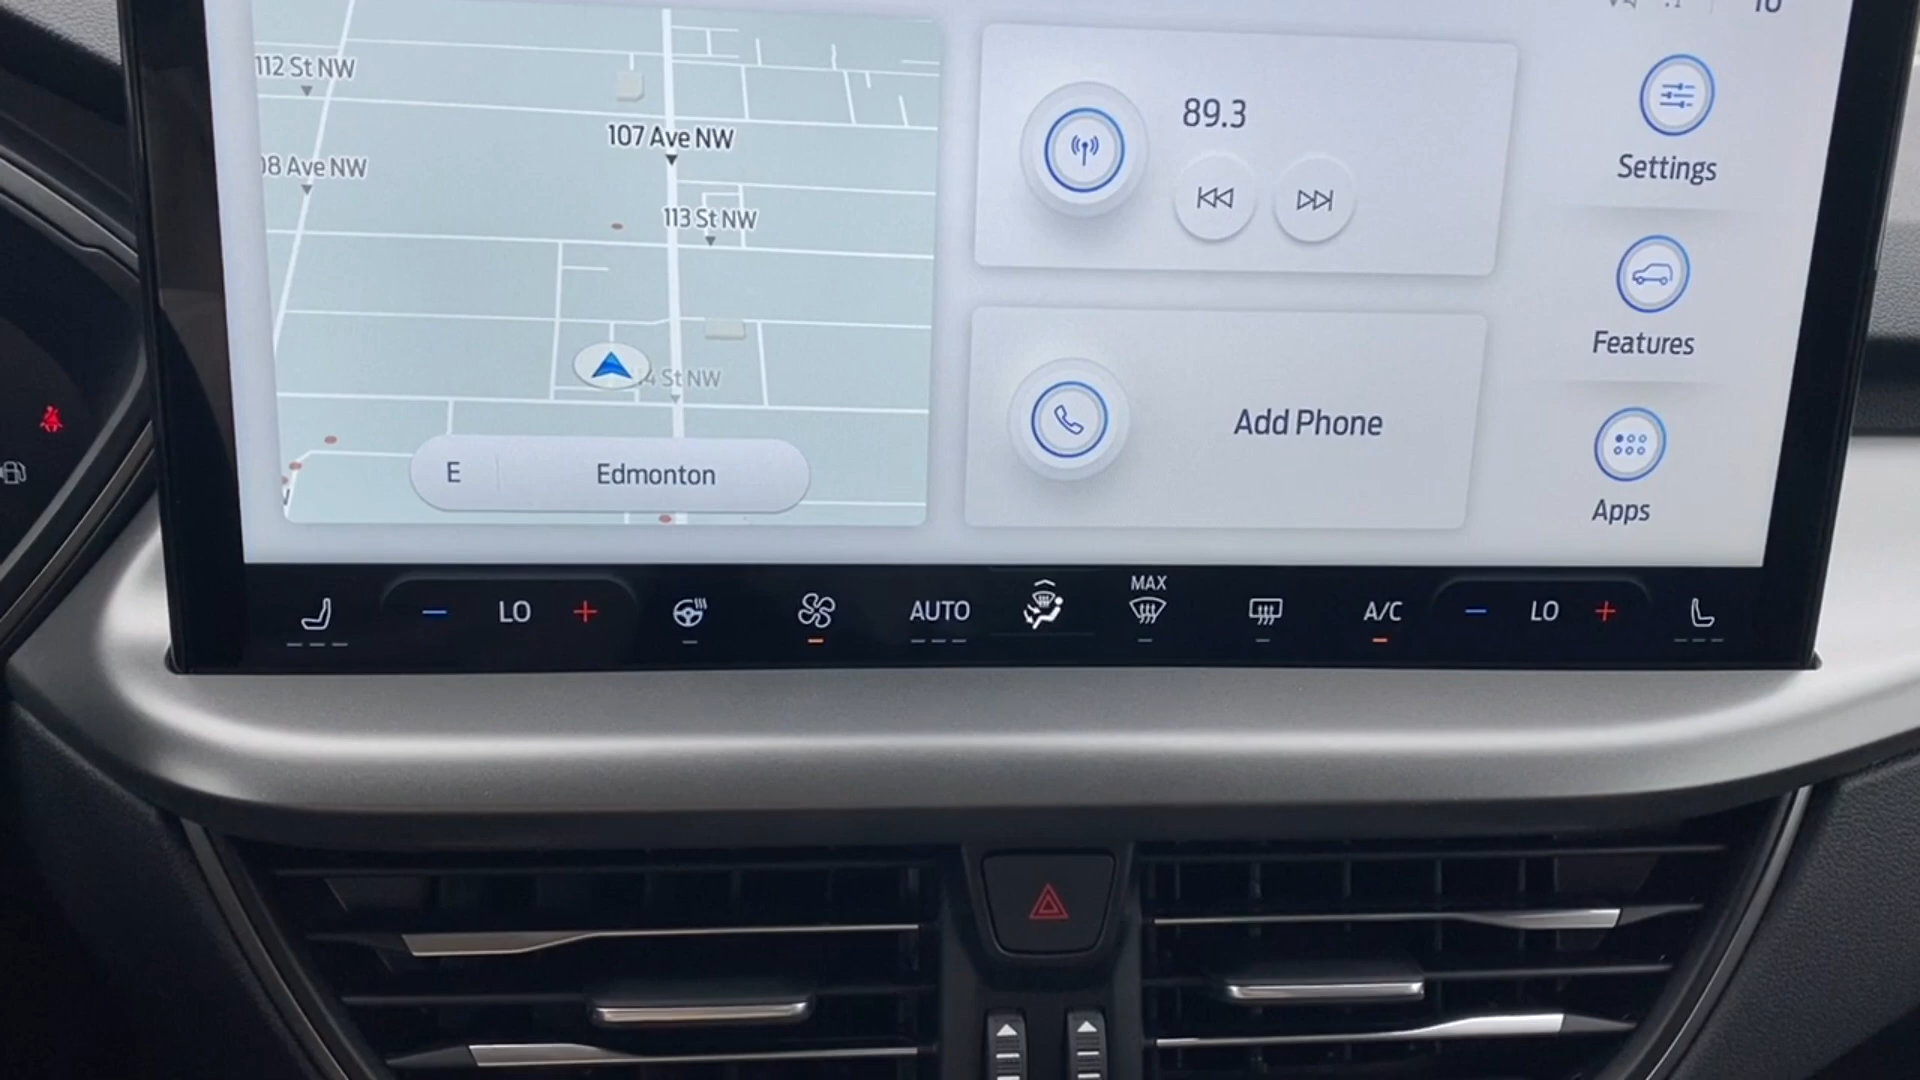 112 St NW
107 Ave NW
08 Ave NW
113 St NW
4 St NW
E
Edmonton
89.3
Add Phone
Settings
Features
Apps
LO
AUTO
MAX
A/C
LO